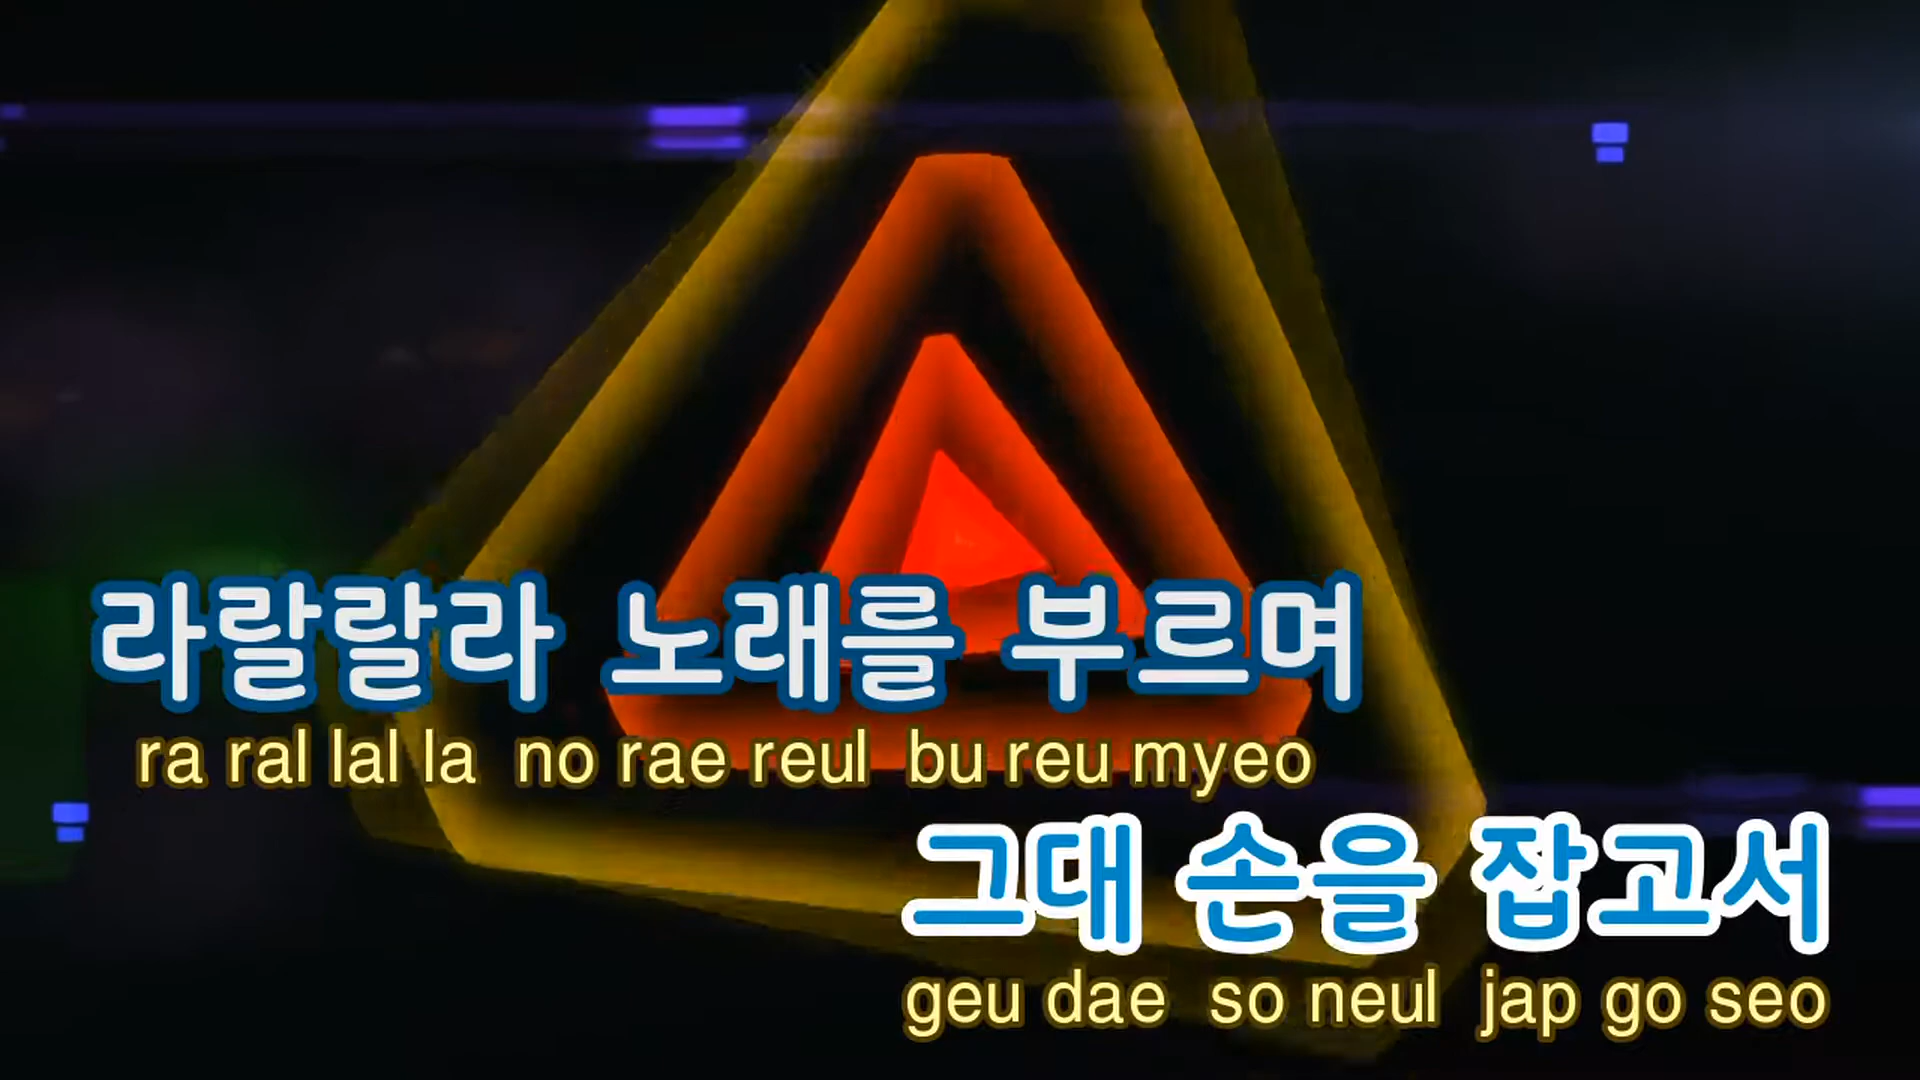 라랄랄라 노래를 부르며
ra ral lal la no rae reul bu reu myeo
그대 손을 잡고서
geu dae so neul jap go seo